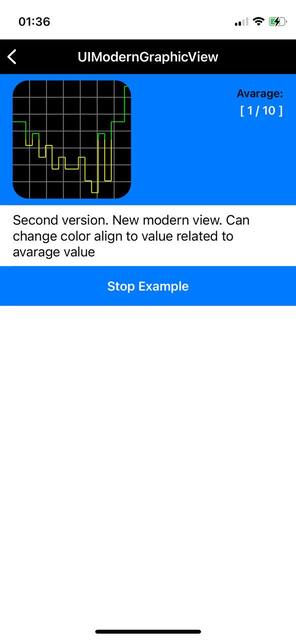 01:36
UIModernGraphicView
Avarage:
[ 1 / 10 ]
Second version. New modern view. Can
change color align to value related to
avarage value
Stop Example